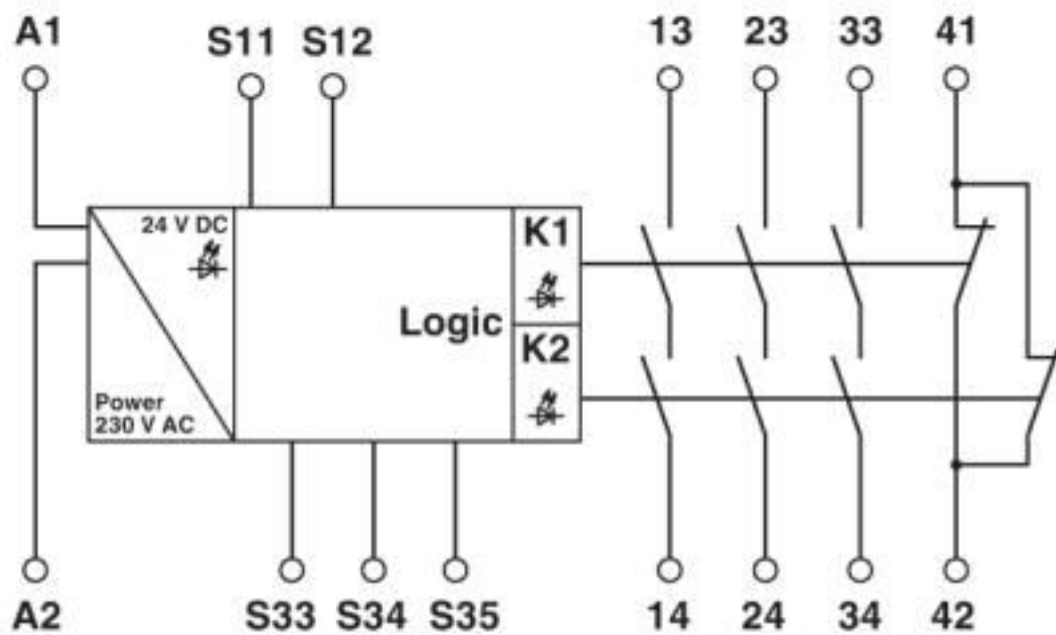 A1 S11 S12 13 23 33 41
24 V DC K1
Logic
K2
Power
230 V AC
A2 S33 S34 S35 14 24 34 42